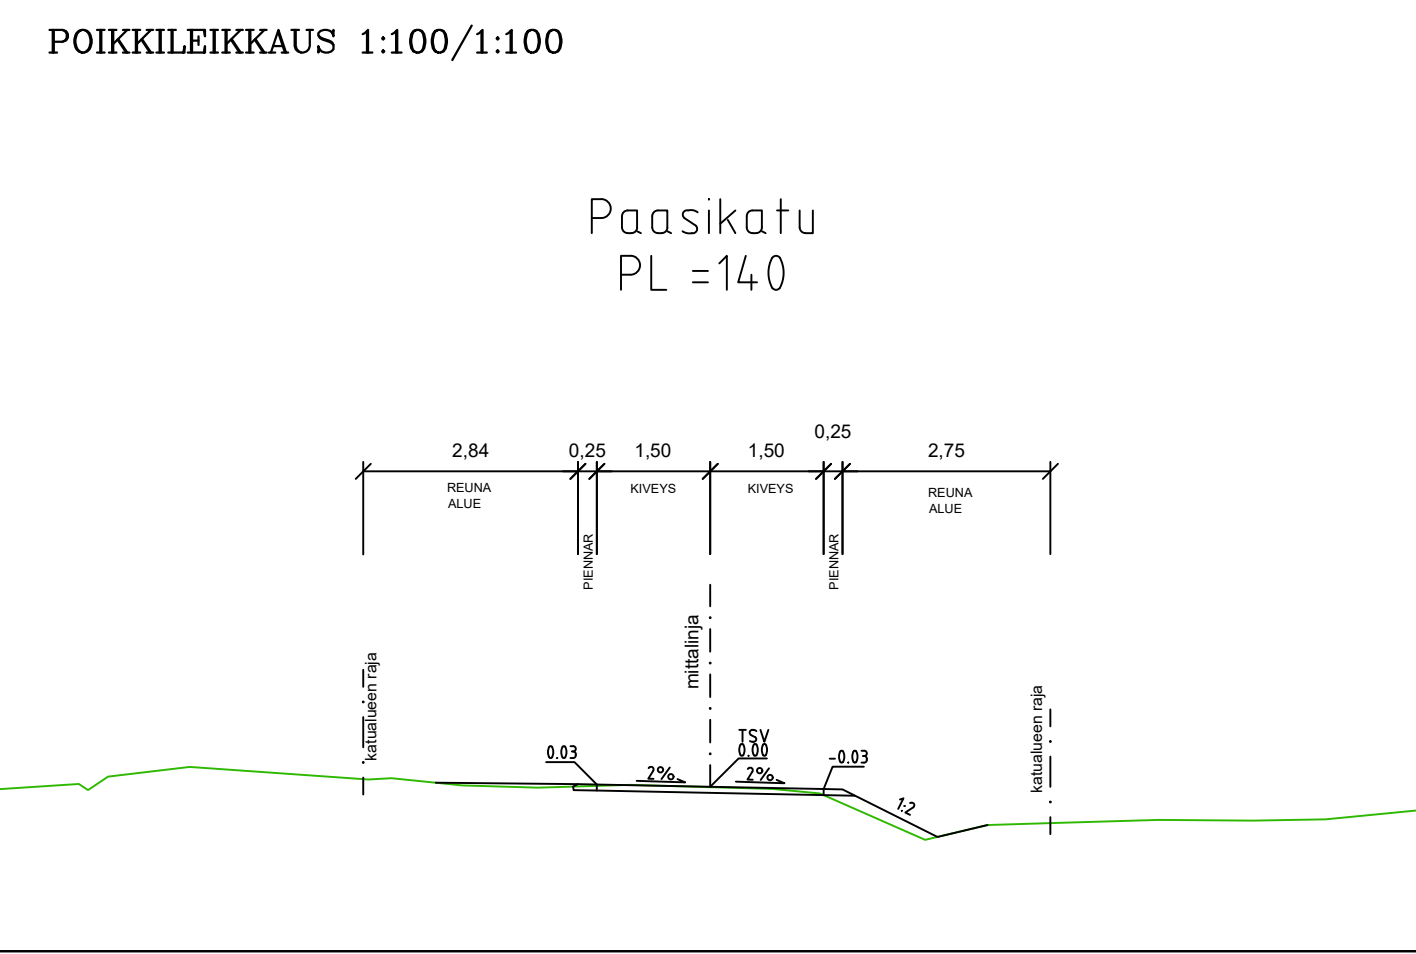 POIKKILEIKKAUS 1:100/1:100
Paasikatu
PL =140
2,84
0,25
1,50
1,50
0,25
2,75
REUNA
ALUE
PIENNAR
KIVEYS
KIVEYS
PIENNAR
REUNA
ALUE
katualueen raja
mittalinja
katualueen raja
0.03
2%
TSV
0.00
2%
-0.03
1:2